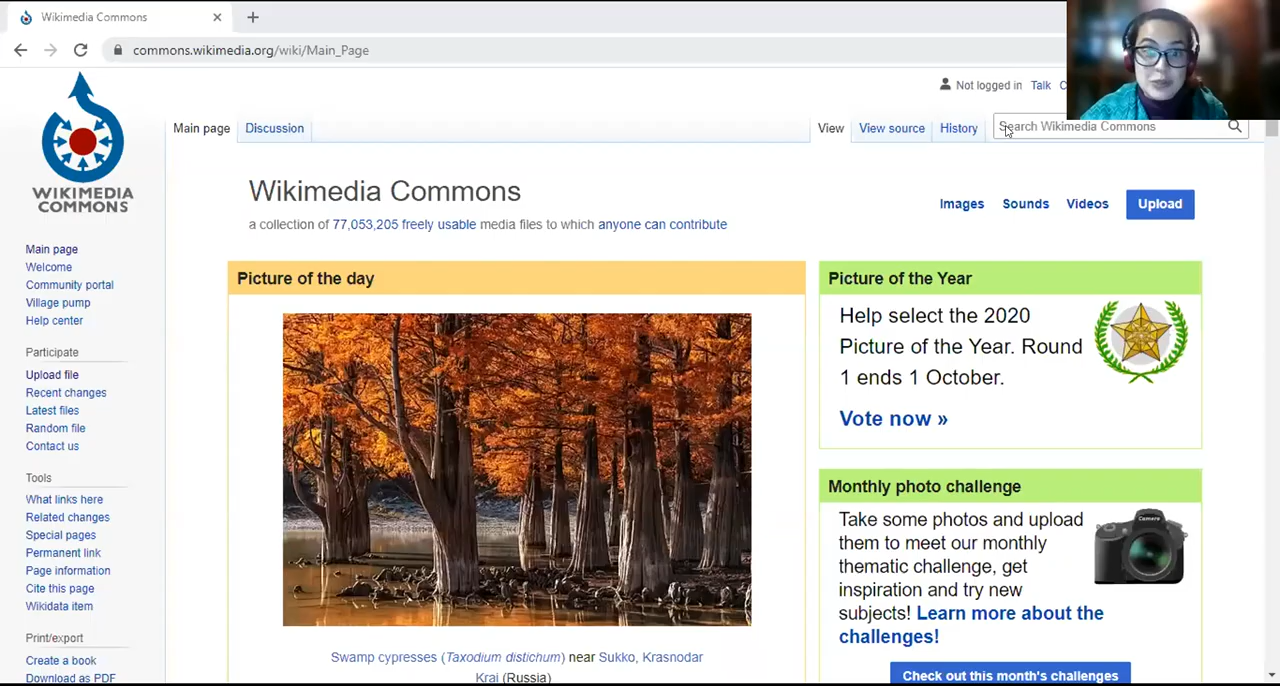 Wikimedia Commons
commons.wikimedia.org/wiki/Main_Page
Not logged in Talk
Main page Discussion View View source History Search Wikimedia Commons
WIKIMEDIA
COMMONS
Wikimedia Commons
a collection of 77,053,205 freely usable media files to which anyone can contribute
Images Sounds Videos Upload
Main page
Welcome
Community portal
Village pump
Help center
Participate
Upload file
Recent changes
Latest files
Random file
Contact us
Tools
What links here
Related changes
Special pages
Permanent link
Page information
Cite this page
Wikidata item
Print/export
Create a book
Download as PDF
Picture of the day
Swamp cypresses (Taxodium distichum) near Sukko, Krasnodar
Krai (Russia)
Picture of the Year
Help select the 2020
Picture of the Year. Round
1 ends 1 October.
Vote now »
Monthly photo challenge
Take some photos and upload
them to meet our monthly
thematic challenge, get
inspiration and try new
subjects! Learn more about the
challenges!
Camera
Check out this month's challenges